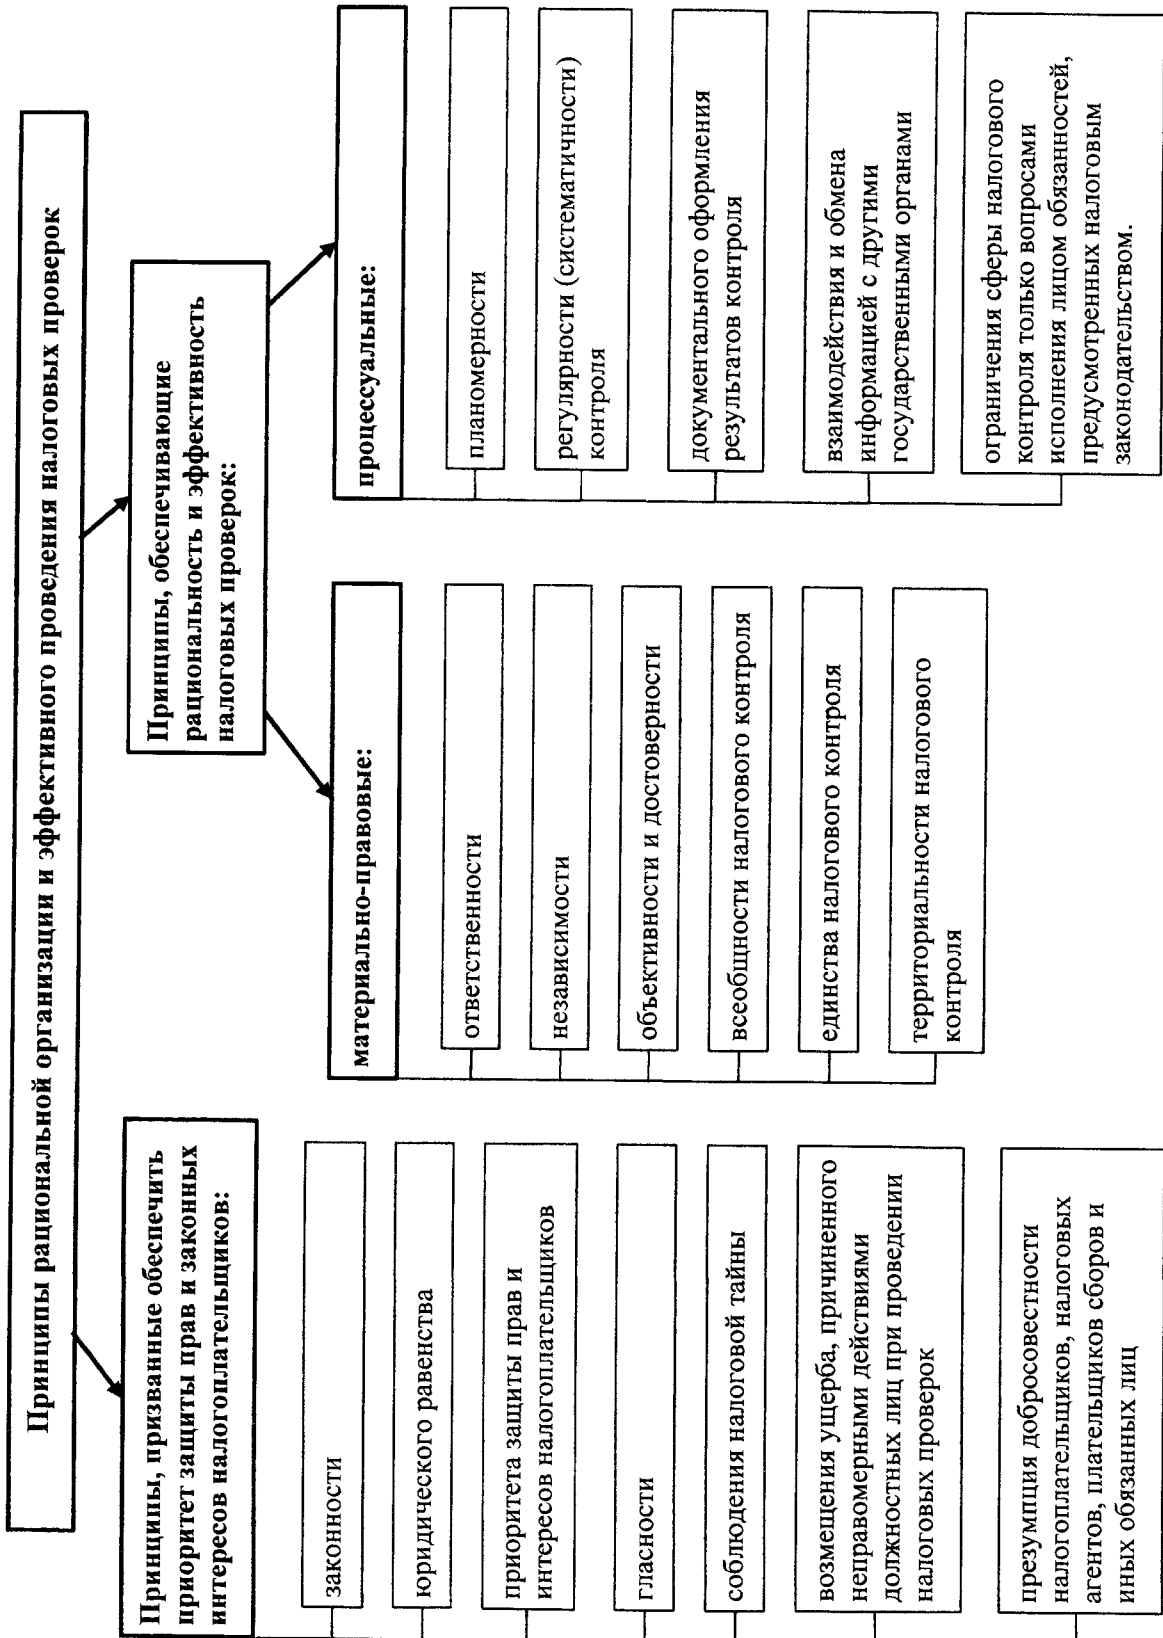 Принципы рациональной организации и эффективного проведения налоговых проверок
Принципы, призванные обеспечить
приоритет защиты прав и законных
интересов налогоплательщиков:
законности
юридического равенства
приоритета защиты прав и
интересов налогоплательщиков
гласности
соблюдения налоговой тайны
возмещения ущерба, причиненного
неправомерными действиями
должностных лиц при проведении
налоговых проверок
презумпция добросовестности
налогоплательщиков, налоговых
агентов, плательщиков сборов и
иных обязанных лиц
Принципы, обеспечивающие
рациональность и эффективность
налоговых проверок:
материально-правовые:
ответственности
независимости
объективности и достоверности
всеобщности налогового контроля
единства налогового контроля
территориальности налогового
контроля
процессуальные:
планомерности
регулярности (систематичности)
контроля
документального оформления
результатов контроля
взаимодействия и обмена
информацией с другими
государственными органами
ограничения сферы налогового
контроля только вопросами
исполнения лицом обязанностей,
предусмотренных налоговым
законодательством.